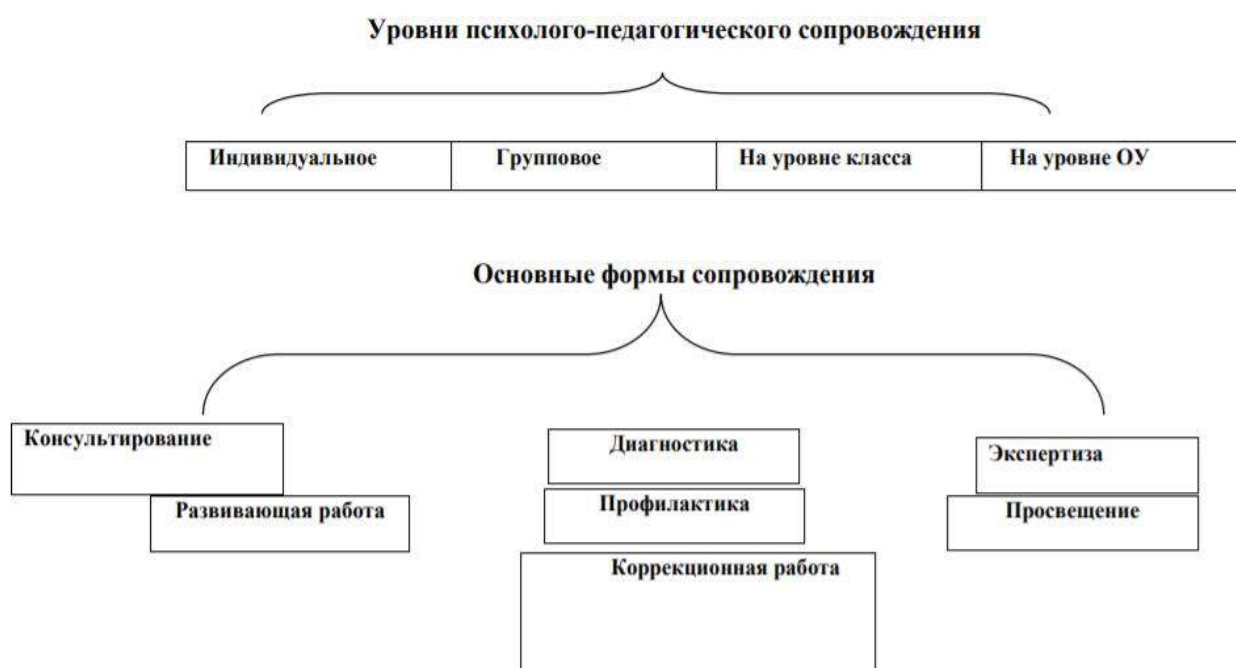 Уровни психолого-педагогического сопровождения
Индивидуальное
Групповое
На уровне класса
На уровне ОУ
Основные формы сопровождения
Консультирование
Развивающая работа
Диагностика
Профилактика
Коррекционная работа
Экспертиза
Просвещение